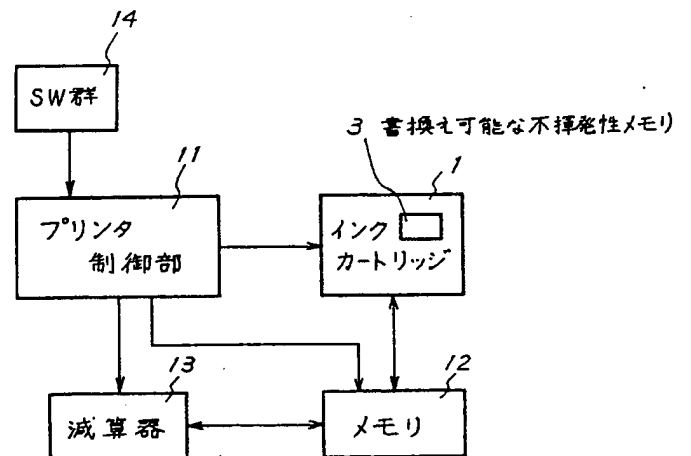 14
SW群
3 書換え可能な不揮発性メモリ
11
1
プリンタ
制御部
インク
カートリッジ
13
12
減算器
メモリ